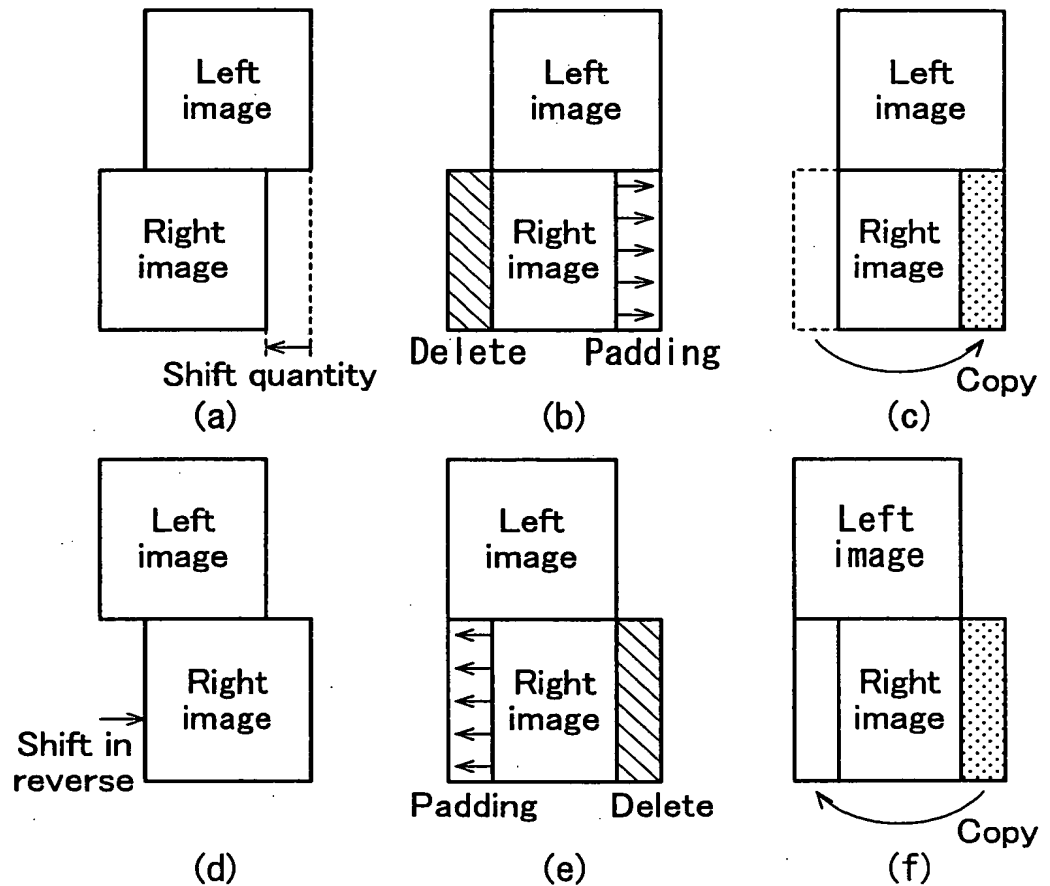 Left
image
Right
image
Shift quantity
(a)
Left
image
Right
image
Delete
Padding
(b)
Left
image
Right
image
Copy
(c)
Left
image
Right
image
Shift in
reverse
(d)
Left
image
Right
image
Padding
Delete
(e)
Left
image
Right
image
Copy
(f)